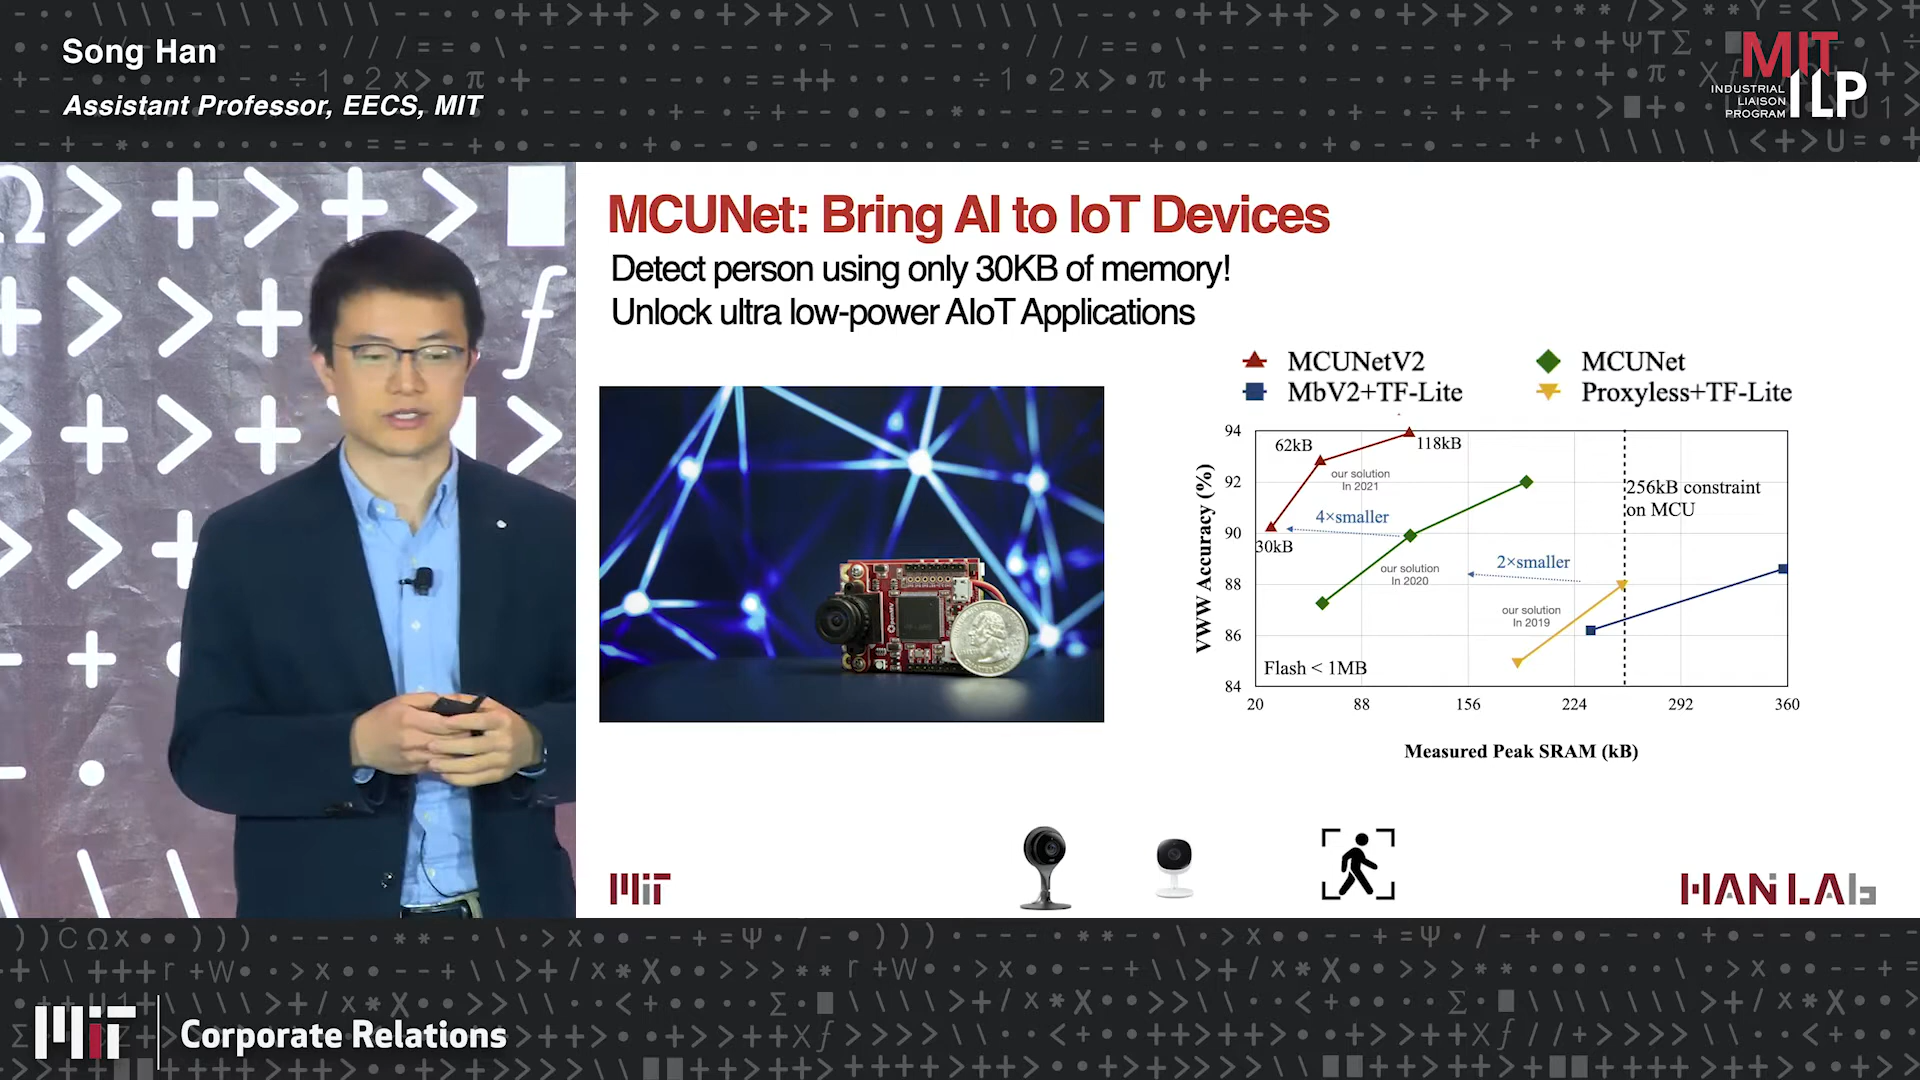 Song Han
Assistant Professor, EECS, MIT
MIT
INDUSTRIAL
LIAISON
PROGRAM
ILP
MCUNet: Bring AI to IoT Devices
Detect person using only 30KB of memory!
Unlock ultra low-power AIoT Applications
MCUNetV2
MCUNet
MbV2+TF-Lite
Proxyless+TF-Lite
VWW Accuracy (%)
94
92
90
88
86
84
62kB
118kB
our solution
In 2021
256kB constraint
on MCU
4×smaller
30kB
2×smaller
our solution
In 2020
our solution
In 2019
Flash < 1MB
20
88
156
224
292
360
Measured Peak SRAM (kB)
MIT
HAN LAb
MIT
Corporate Relations